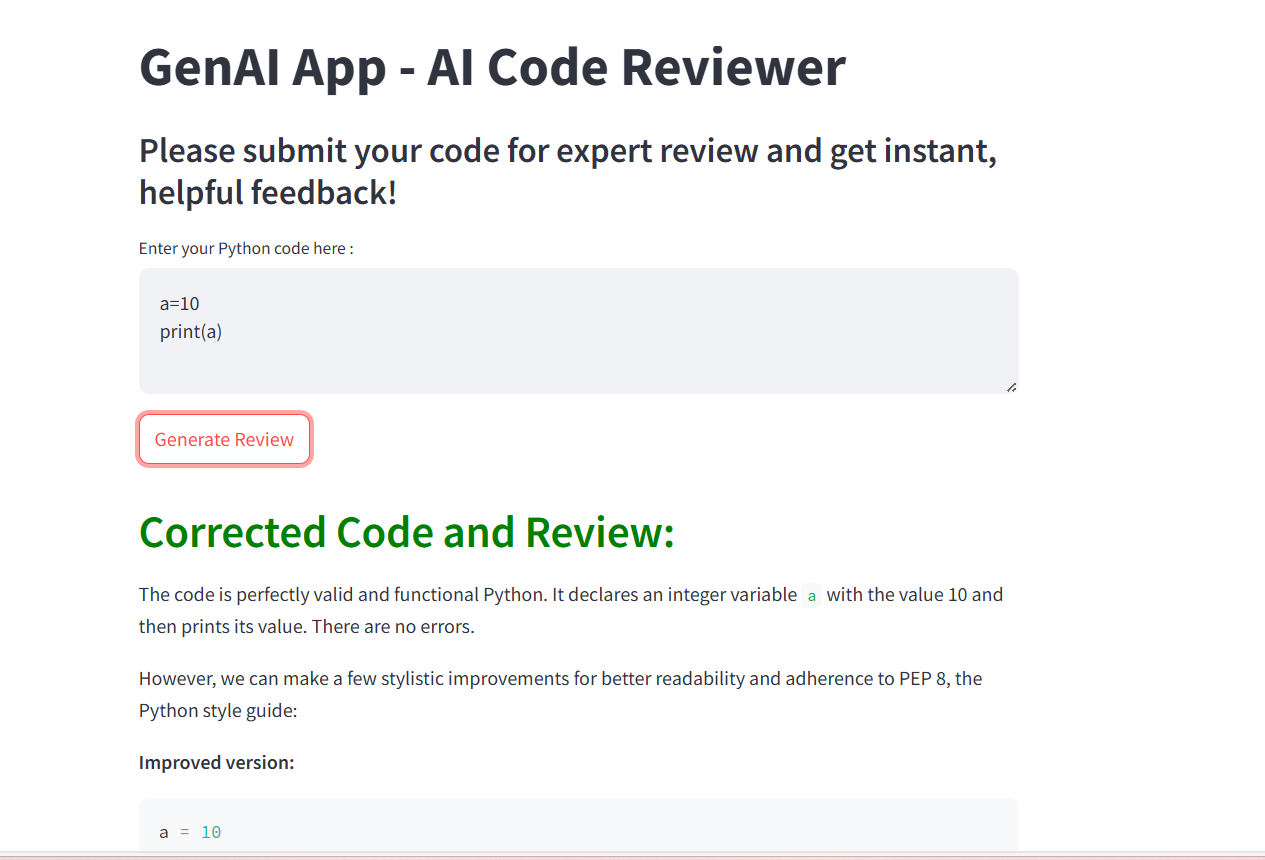 GenAI App - AI Code Reviewer
Please submit your code for expert review and get instant,
helpful feedback!
Enter your Python code here :
a=10
print(a)
Generate Review
Corrected Code and Review:
The code is perfectly valid and functional Python. It declares an integer variable a with the value 10 and
then prints its value. There are no errors.
However, we can make a few stylistic improvements for better readability and adherence to PEP 8, the
Python style guide:
Improved version:
a = 10